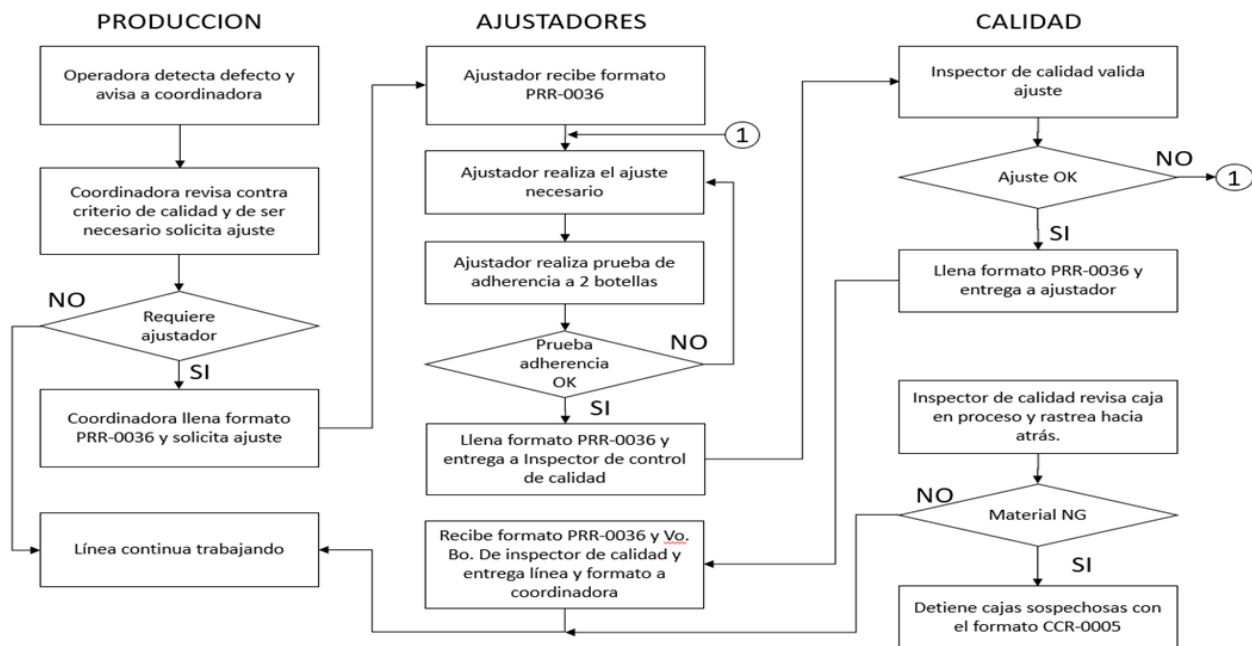 PRODUCCION
Operadora detecta defecto y
avisa a coordinadora
Coordinadora revisa contra
criterio de calidad y de ser
necesario solicita ajuste
NO
Requiere
ajustador
SI
Coordinadora llena formato
PRR-0036 y solicita ajuste
Línea continua trabajando
AJUSTADORES
Ajustador recibe formato
PRR-0036
1
Ajustador realiza el ajuste
necesario
Ajustador realiza prueba de
adherencia a 2 botellas
Prueba
adherencia
OK
NO
SI
Llena formato PRR-0036 y
entrega a Inspector de control
de calidad
Recibe formato PRR-0036 y Vo.
Bo. De inspector de calidad y
entrega línea y formato a
coordinadora
CALIDAD
Inspector de calidad valida
ajuste
Ajuste OK
NO
1
SI
Llena formato PRR-0036 y
entrega a ajustador
Inspector de calidad revisa caja
en proceso y rastrea hacia
atrás.
NO
Material NG
SI
Detiene cajas sospechosas con
el formato CCR-0005